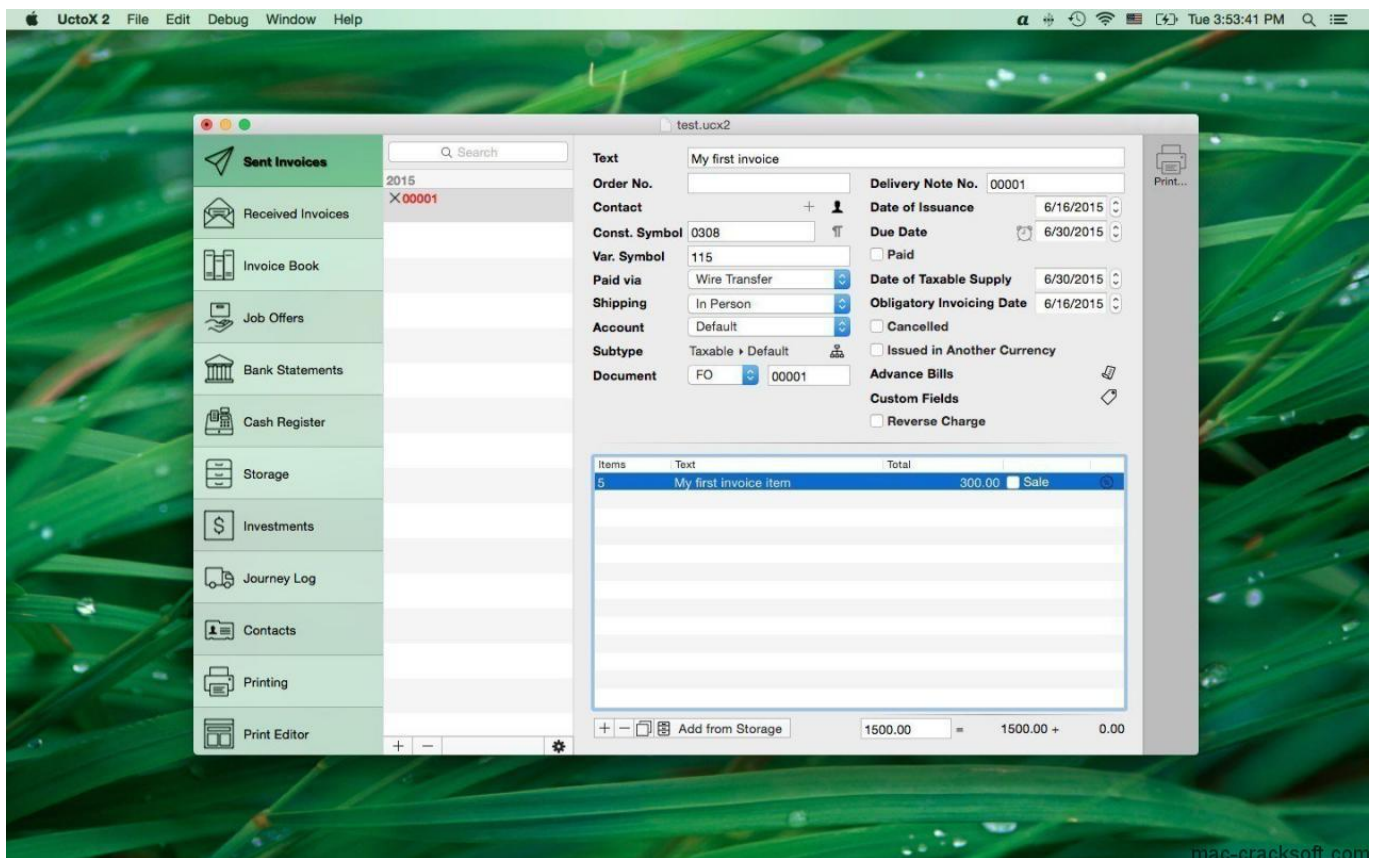 UctoX 2 File Edit Debug Window Help
a Tue 3:53:41 PM
test.ucx2
Sent Invoices
Received Invoices
Invoice Book
Job Offers
Bank Statements
Cash Register
Storage
Investments
Journey Log
Contacts
Printing
Print Editor
Search
2015
00001
Text My first invoice
Order No.
Contact
Const. Symbol 0308
Var. Symbol 115
Paid via Wire Transfer
Shipping In Person
Account Default
Subtype Taxable ▸ Default
Document FO 00001
Delivery Note No. 00001
Date of Issuance 6/16/2015
Due Date 6/30/2015
Paid
Date of Taxable Supply 6/30/2015
Obligatory Invoicing Date 6/16/2015
Cancelled
Issued in Another Currency
Advance Bills
Custom Fields
Reverse Charge
Print...
Items Text Total
5 My first invoice item 300.00 Sale
+ − Add from Storage 1500.00 = 1500.00 + 0.00
+ −
mac-cracksoft.com